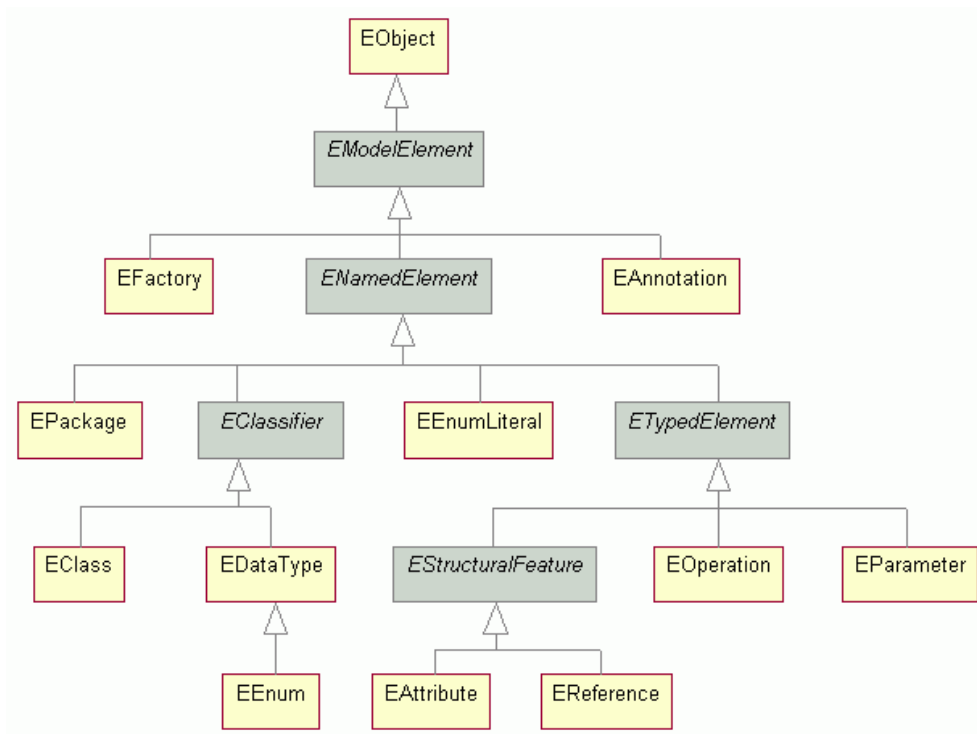 EObject
EModelElement
EFactory
ENamedElement
EAnnotation
EPackage
EClassifier
EEnumLiteral
ETypedElement
EClass
EDataType
EStructuralFeature
EOperation
EParameter
EEnum
EAttribute
EReference